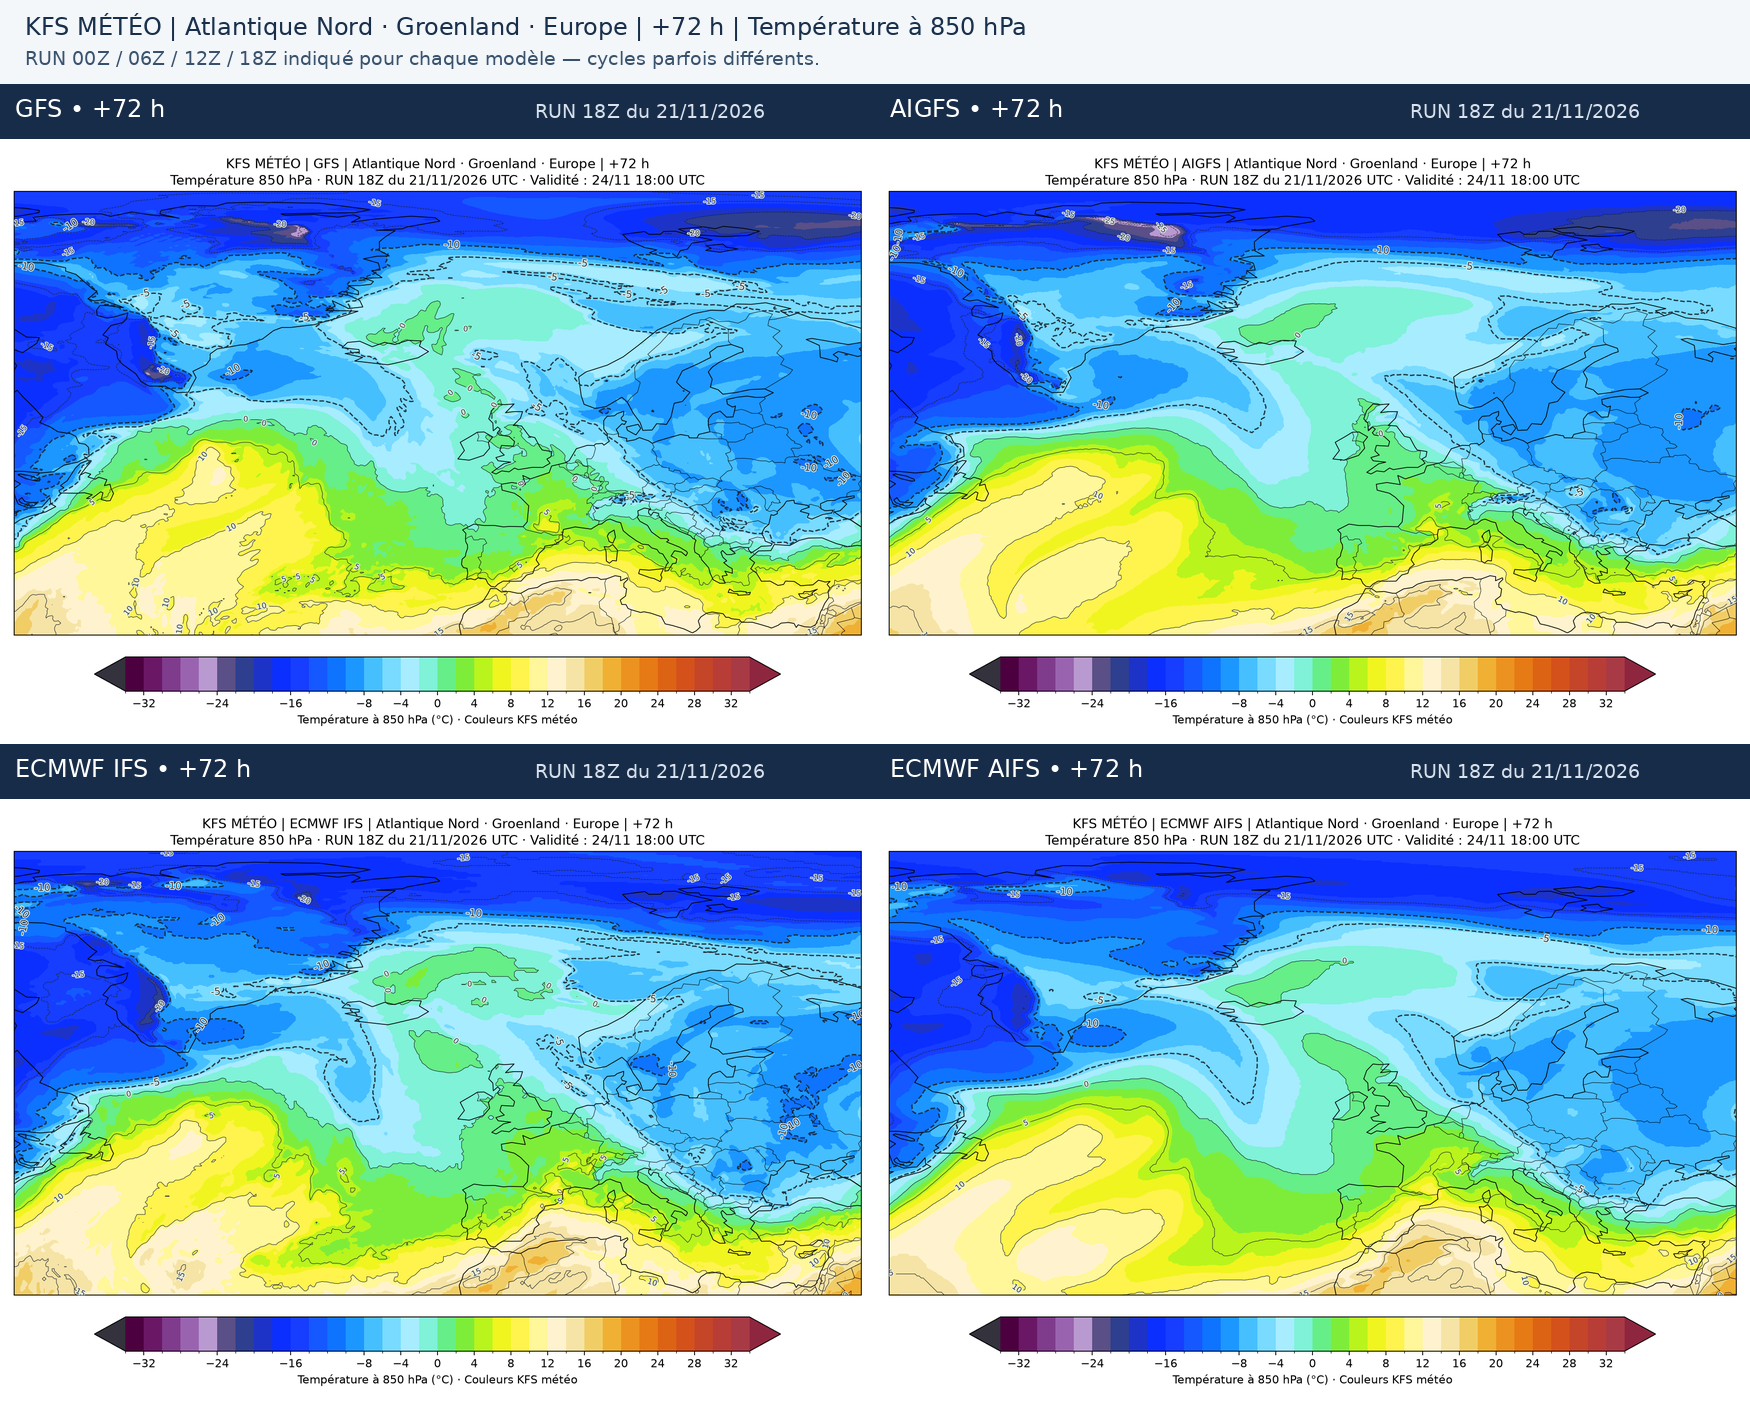 KFS MÉTÉO | Atlantique Nord · Groenland · Europe | +72 h | Température à 850 hPa
RUN 00Z / 06Z / 12Z / 18Z indiqué pour chaque modèle — cycles parfois différents.
GFS • +72 h
RUN 18Z du 21/11/2026
AIGFS • +72 h
RUN 18Z du 21/11/2026
KFS MÉTÉO | GFS | Atlantique Nord · Groenland · Europe | +72 h
Température 850 hPa · RUN 18Z du 21/11/2026 UTC · Validité : 24/11 18:00 UTC
KFS MÉTÉO | AIGFS | Atlantique Nord · Groenland · Europe | +72 h
Température 850 hPa · RUN 18Z du 21/11/2026 UTC · Validité : 24/11 18:00 UTC
−32 −24 −16 −8 −4 0 4 8 12 16 20 24 28 32
Température à 850 hPa (°C) · Couleurs KFS météo
−32 −24 −16 −8 −4 0 4 8 12 16 20 24 28 32
Température à 850 hPa (°C) · Couleurs KFS météo
ECMWF IFS • +72 h
RUN 18Z du 21/11/2026
ECMWF AIFS • +72 h
RUN 18Z du 21/11/2026
KFS MÉTÉO | ECMWF IFS | Atlantique Nord · Groenland · Europe | +72 h
Température 850 hPa · RUN 18Z du 21/11/2026 UTC · Validité : 24/11 18:00 UTC
KFS MÉTÉO | ECMWF AIFS | Atlantique Nord · Groenland · Europe | +72 h
Température 850 hPa · RUN 18Z du 21/11/2026 UTC · Validité : 24/11 18:00 UTC
−32 −24 −16 −8 −4 0 4 8 12 16 20 24 28 32
Température à 850 hPa (°C) · Couleurs KFS météo
−32 −24 −16 −8 −4 0 4 8 12 16 20 24 28 32
Température à 850 hPa (°C) · Couleurs KFS météo